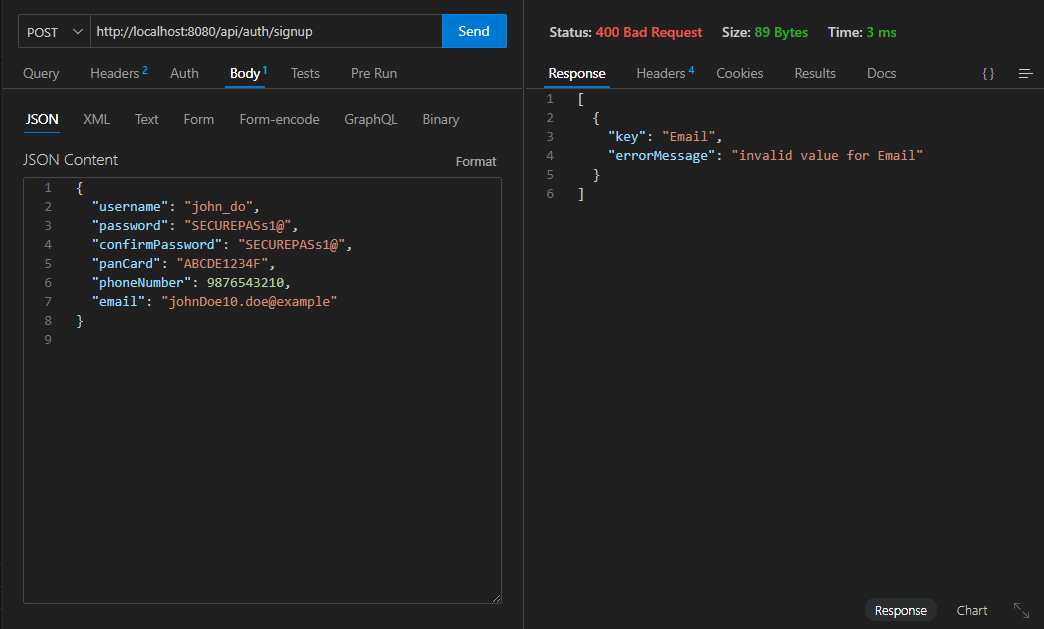 POST http://localhost:8080/api/auth/signup Send
Query Headers 2 Auth Body 1 Tests Pre Run
JSON XML Text Form Form-encode GraphQL Binary
JSON Content Format
1 {
2 "username": "john_do",
3 "password": "SECUREPASs1@",
4 "confirmPassword": "SECUREPASs1@",
5 "panCard": "ABCDE1234F",
6 "phoneNumber": 9876543210,
7 "email": "johnDoe10.doe@example"
8 }
9
Status: 400 Bad Request Size: 89 Bytes Time: 3 ms
Response Headers 4 Cookies Results Docs { }
1 [
2 {
3 "key": "Email",
4 "errorMessage": "invalid value for Email"
5 }
6 ]
Response Chart